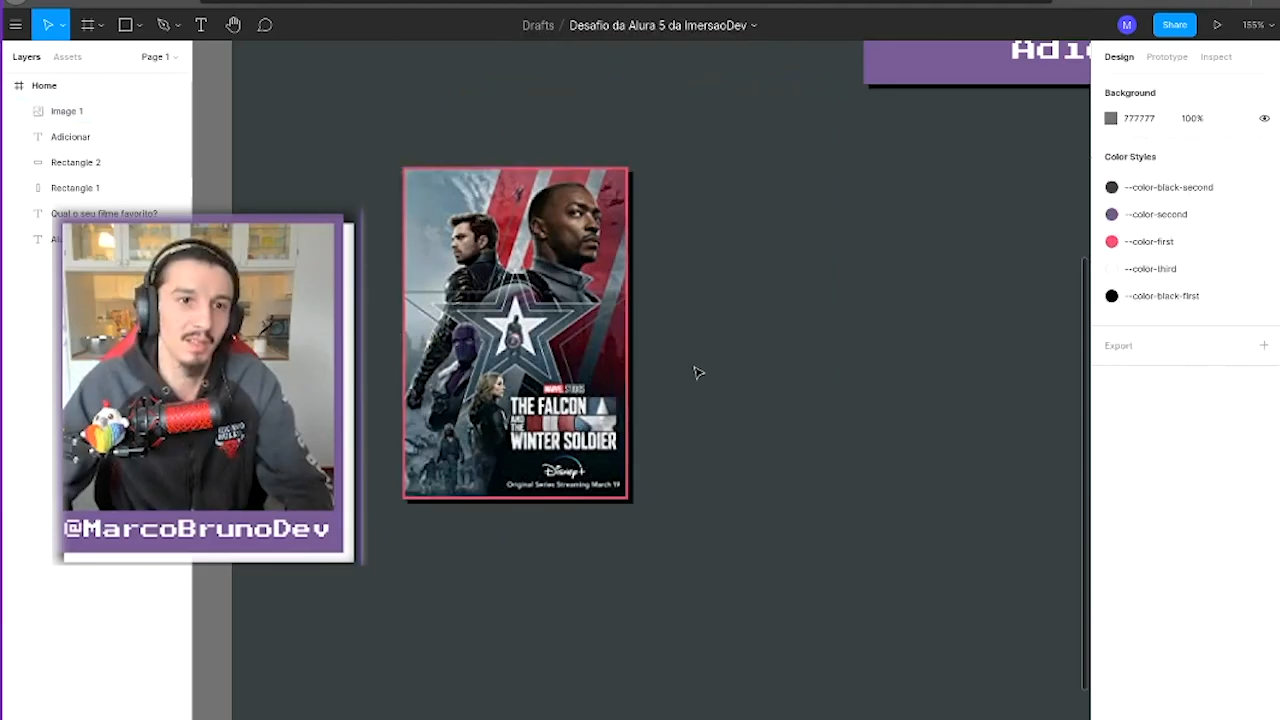 Drafts / Desafio da Alura 5 da ImersaoDev
M
Share
155%
Layers
Assets
Page 1
Home
Image 1
Adicionar
Rectangle 2
Rectangle 1
Qual o seu filme favorito?
@MarcoBrunoDev
MARVEL STUDIOS
THE FALCON
AND THE
WINTER SOLDIER
Disney+
Original Series Streaming March 19
Design
Prototype
Inspect
Background
777777
100%
Color Styles
--color-black-second
--color-second
--color-first
--color-third
--color-black-first
Export